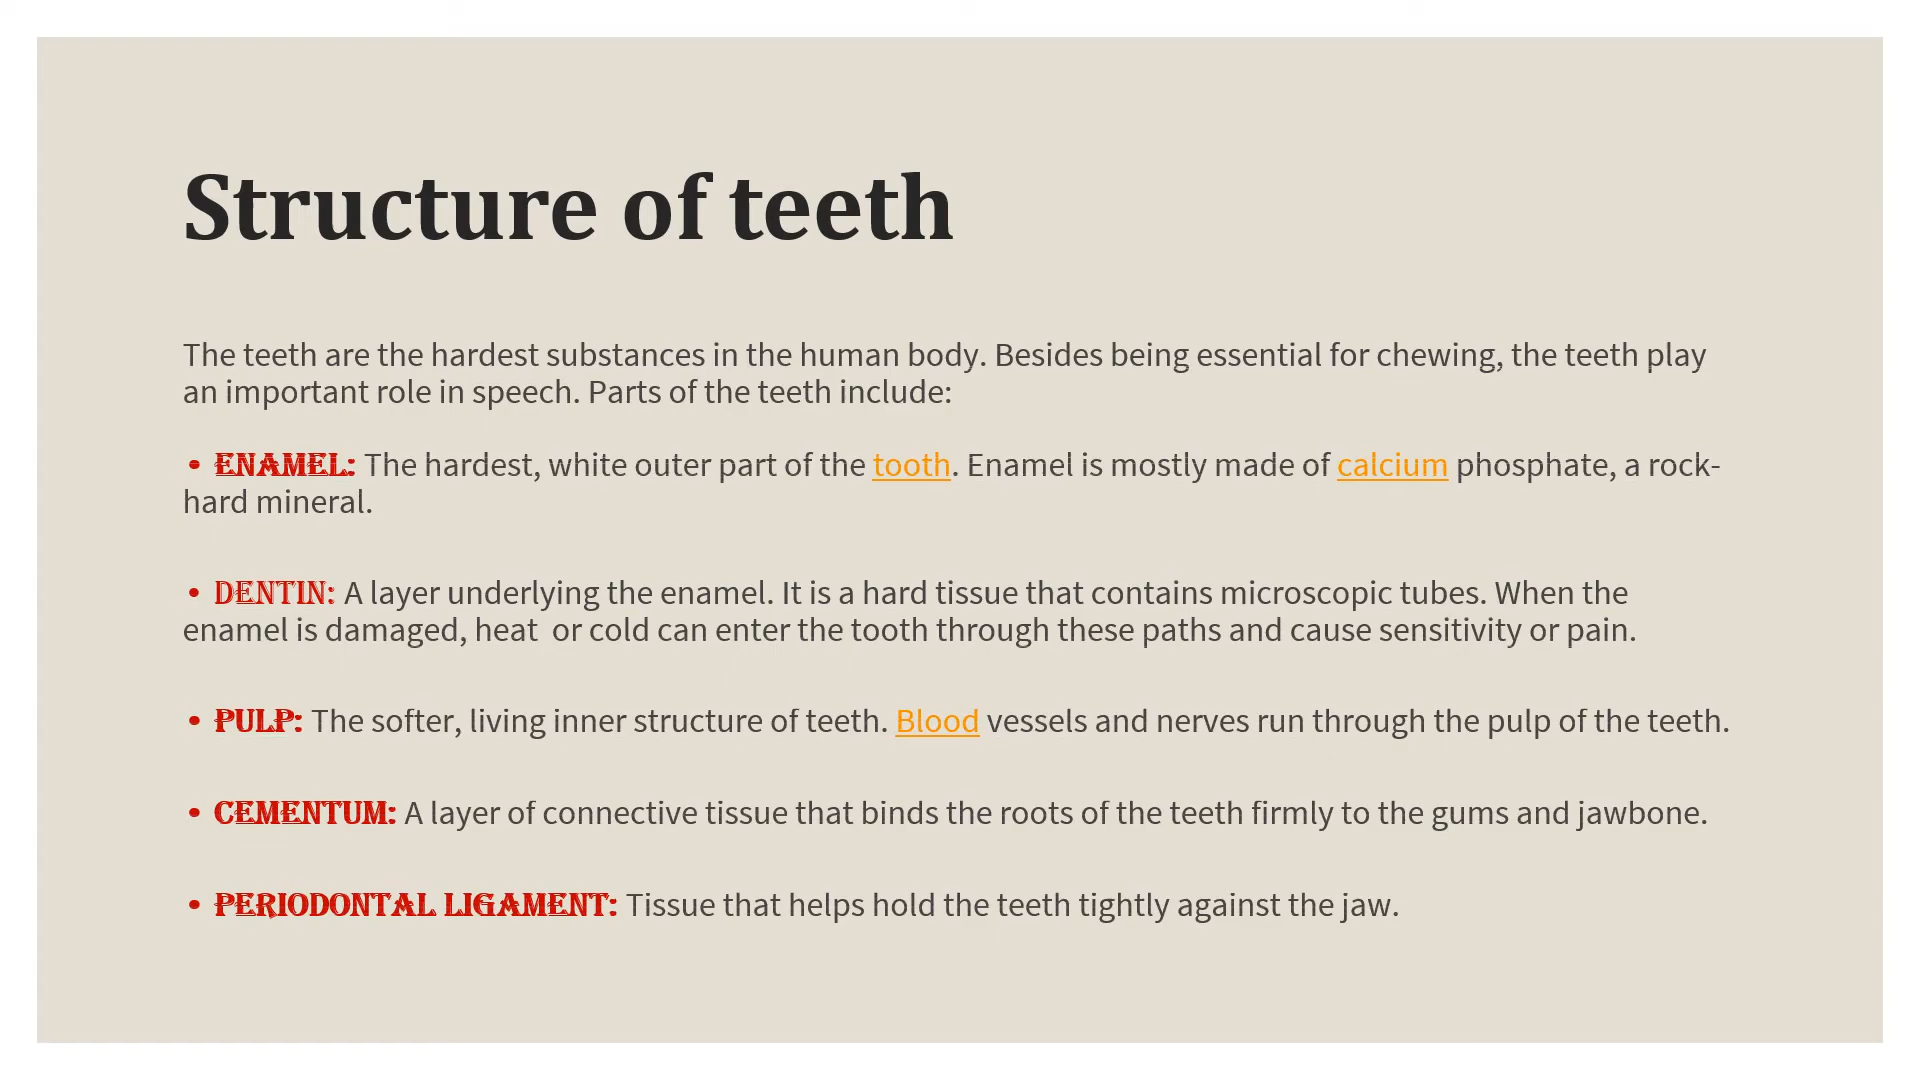 Structure of teeth
The teeth are the hardest substances in the human body. Besides being essential for chewing, the teeth play
an important role in speech. Parts of the teeth include:
• ENAMEL: The hardest, white outer part of the tooth. Enamel is mostly made of calcium phosphate, a rock-
hard mineral.
• DENTIN: A layer underlying the enamel. It is a hard tissue that contains microscopic tubes. When the
enamel is damaged, heat  or cold can enter the tooth through these paths and cause sensitivity or pain.
• PULP: The softer, living inner structure of teeth. Blood vessels and nerves run through the pulp of the teeth.
• CEMENTUM: A layer of connective tissue that binds the roots of the teeth firmly to the gums and jawbone.
• PERIODONTAL LIGAMENT: Tissue that helps hold the teeth tightly against the jaw.